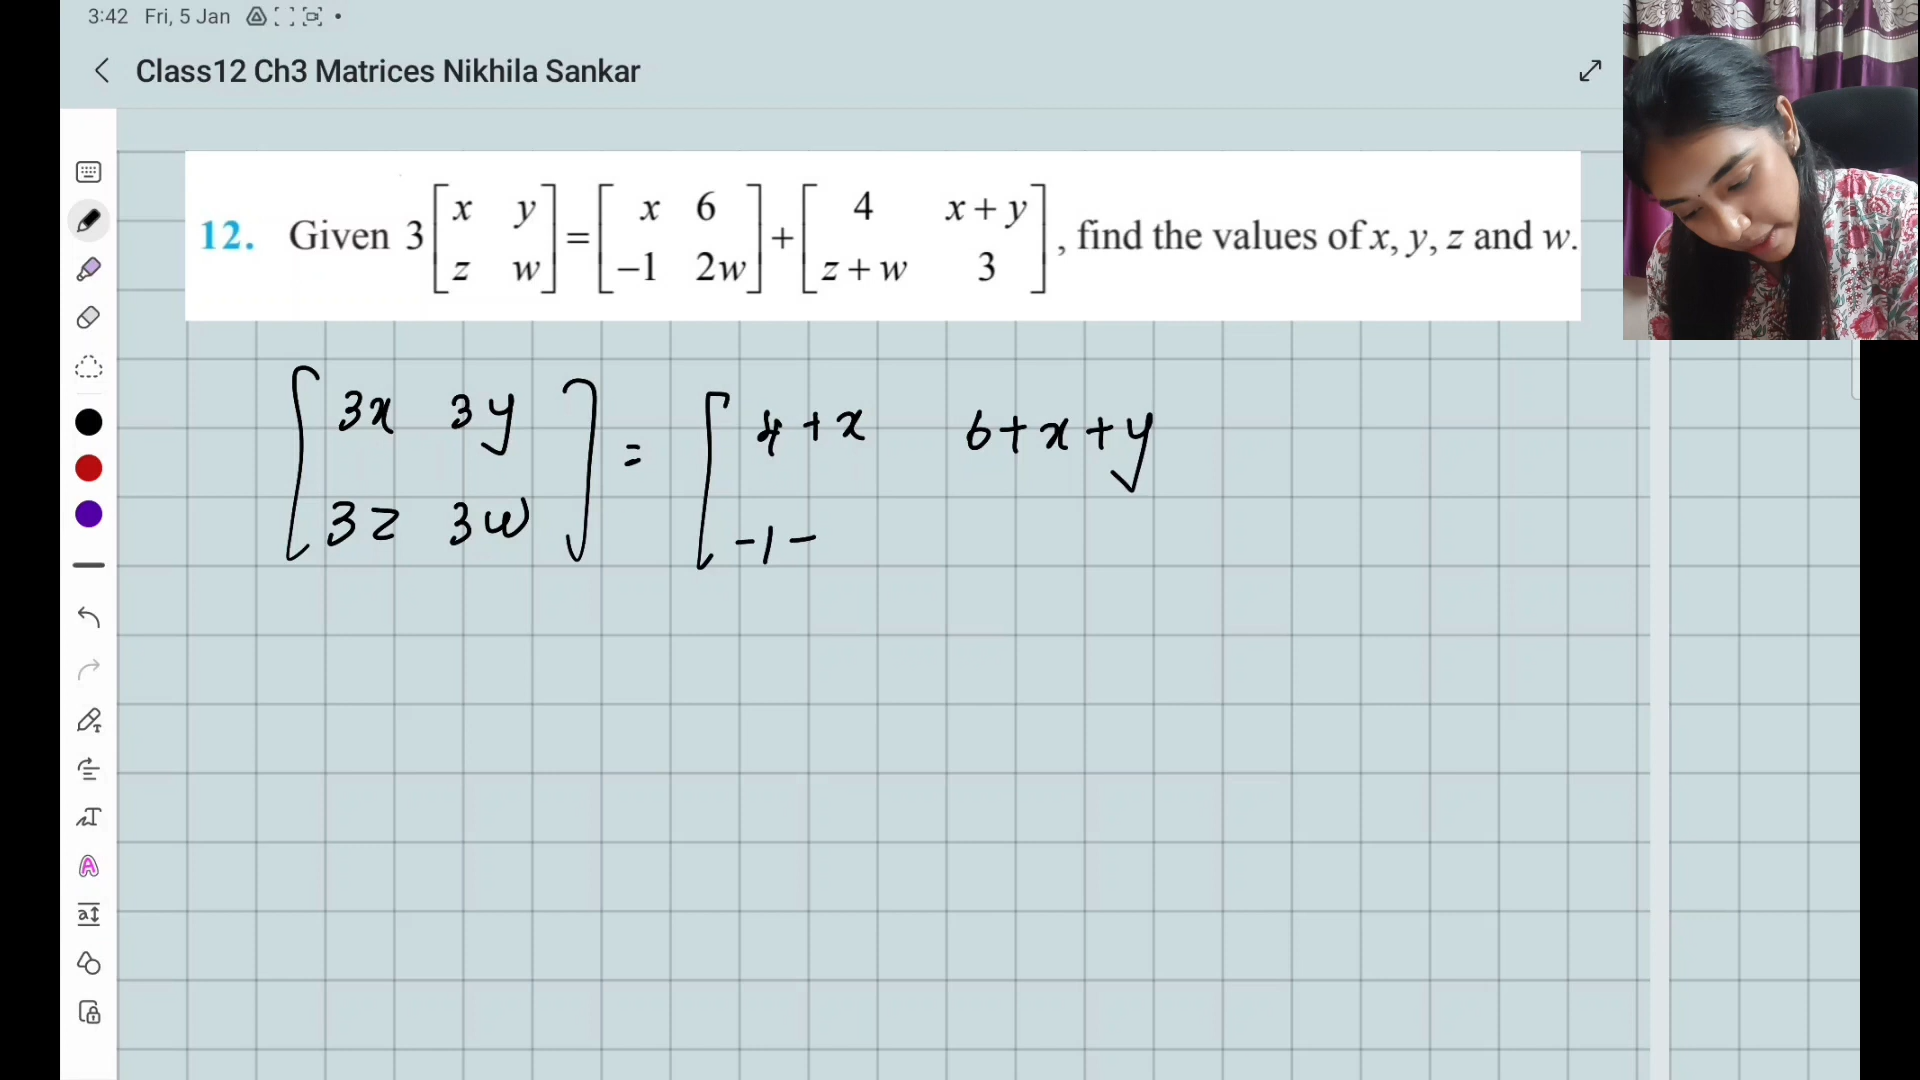 3:42 Fri, 5 Jan
Class12 Ch3 Matrices Nikhila Sankar
12. Given 3 [x y; z w] = [x 6; −1 2w] + [4 x+y; z+w 3], find the values of x, y, z and w.
3x 3y = 4+x 6+x+y
3z 3w -1-